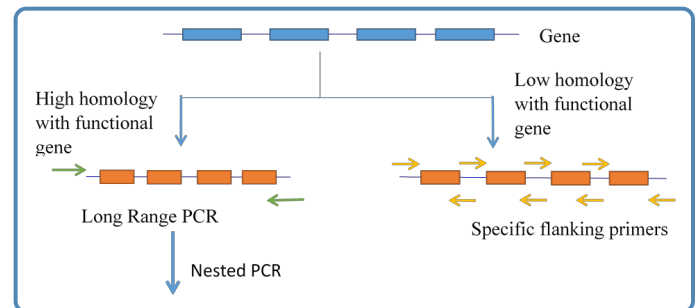 Gene
High homology
with functional
gene
Low homology
with functional
gene
Long Range PCR
Specific flanking primers
Nested PCR